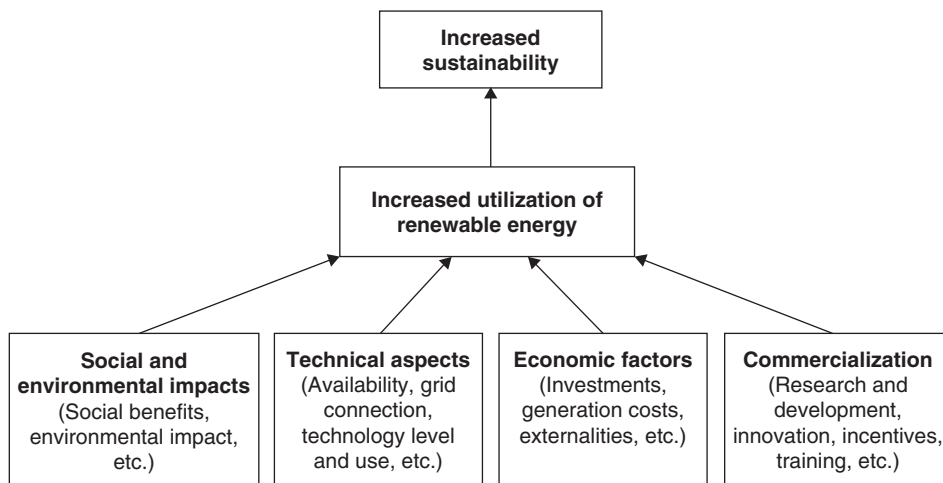 Increased
sustainability
Increased utilization of
renewable energy
Social and
environmental impacts
(Social benefits,
environmental impact,
etc.)
Technical aspects
(Availability, grid
connection,
technology level
and use, etc.)
Economic factors
(Investments,
generation costs,
externalities, etc.)
Commercialization
(Research and
development,
innovation, incentives,
training, etc.)